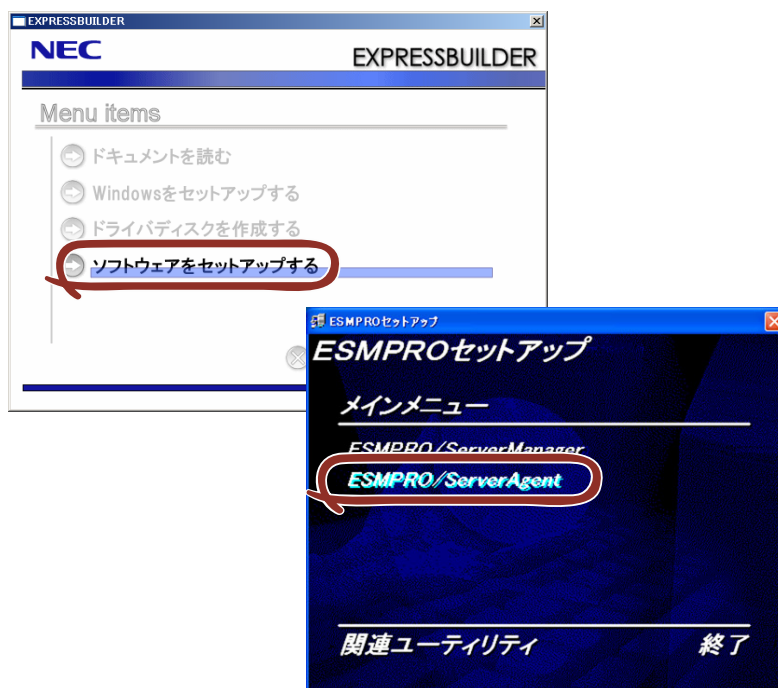 EXPRESSBUILDER
NEC
EXPRESSBUILDER
Menu items
ドキュメントを読む
Windowsをセットアップする
ドライバディスクを作成する
ソフトウェアをセットアップする
ESMPROセットアップ
ESMPROセットアップ
メインメニュー
ESMPRO/ServerManager
ESMPRO/ServerAgent
関連ユーティリティ
終了